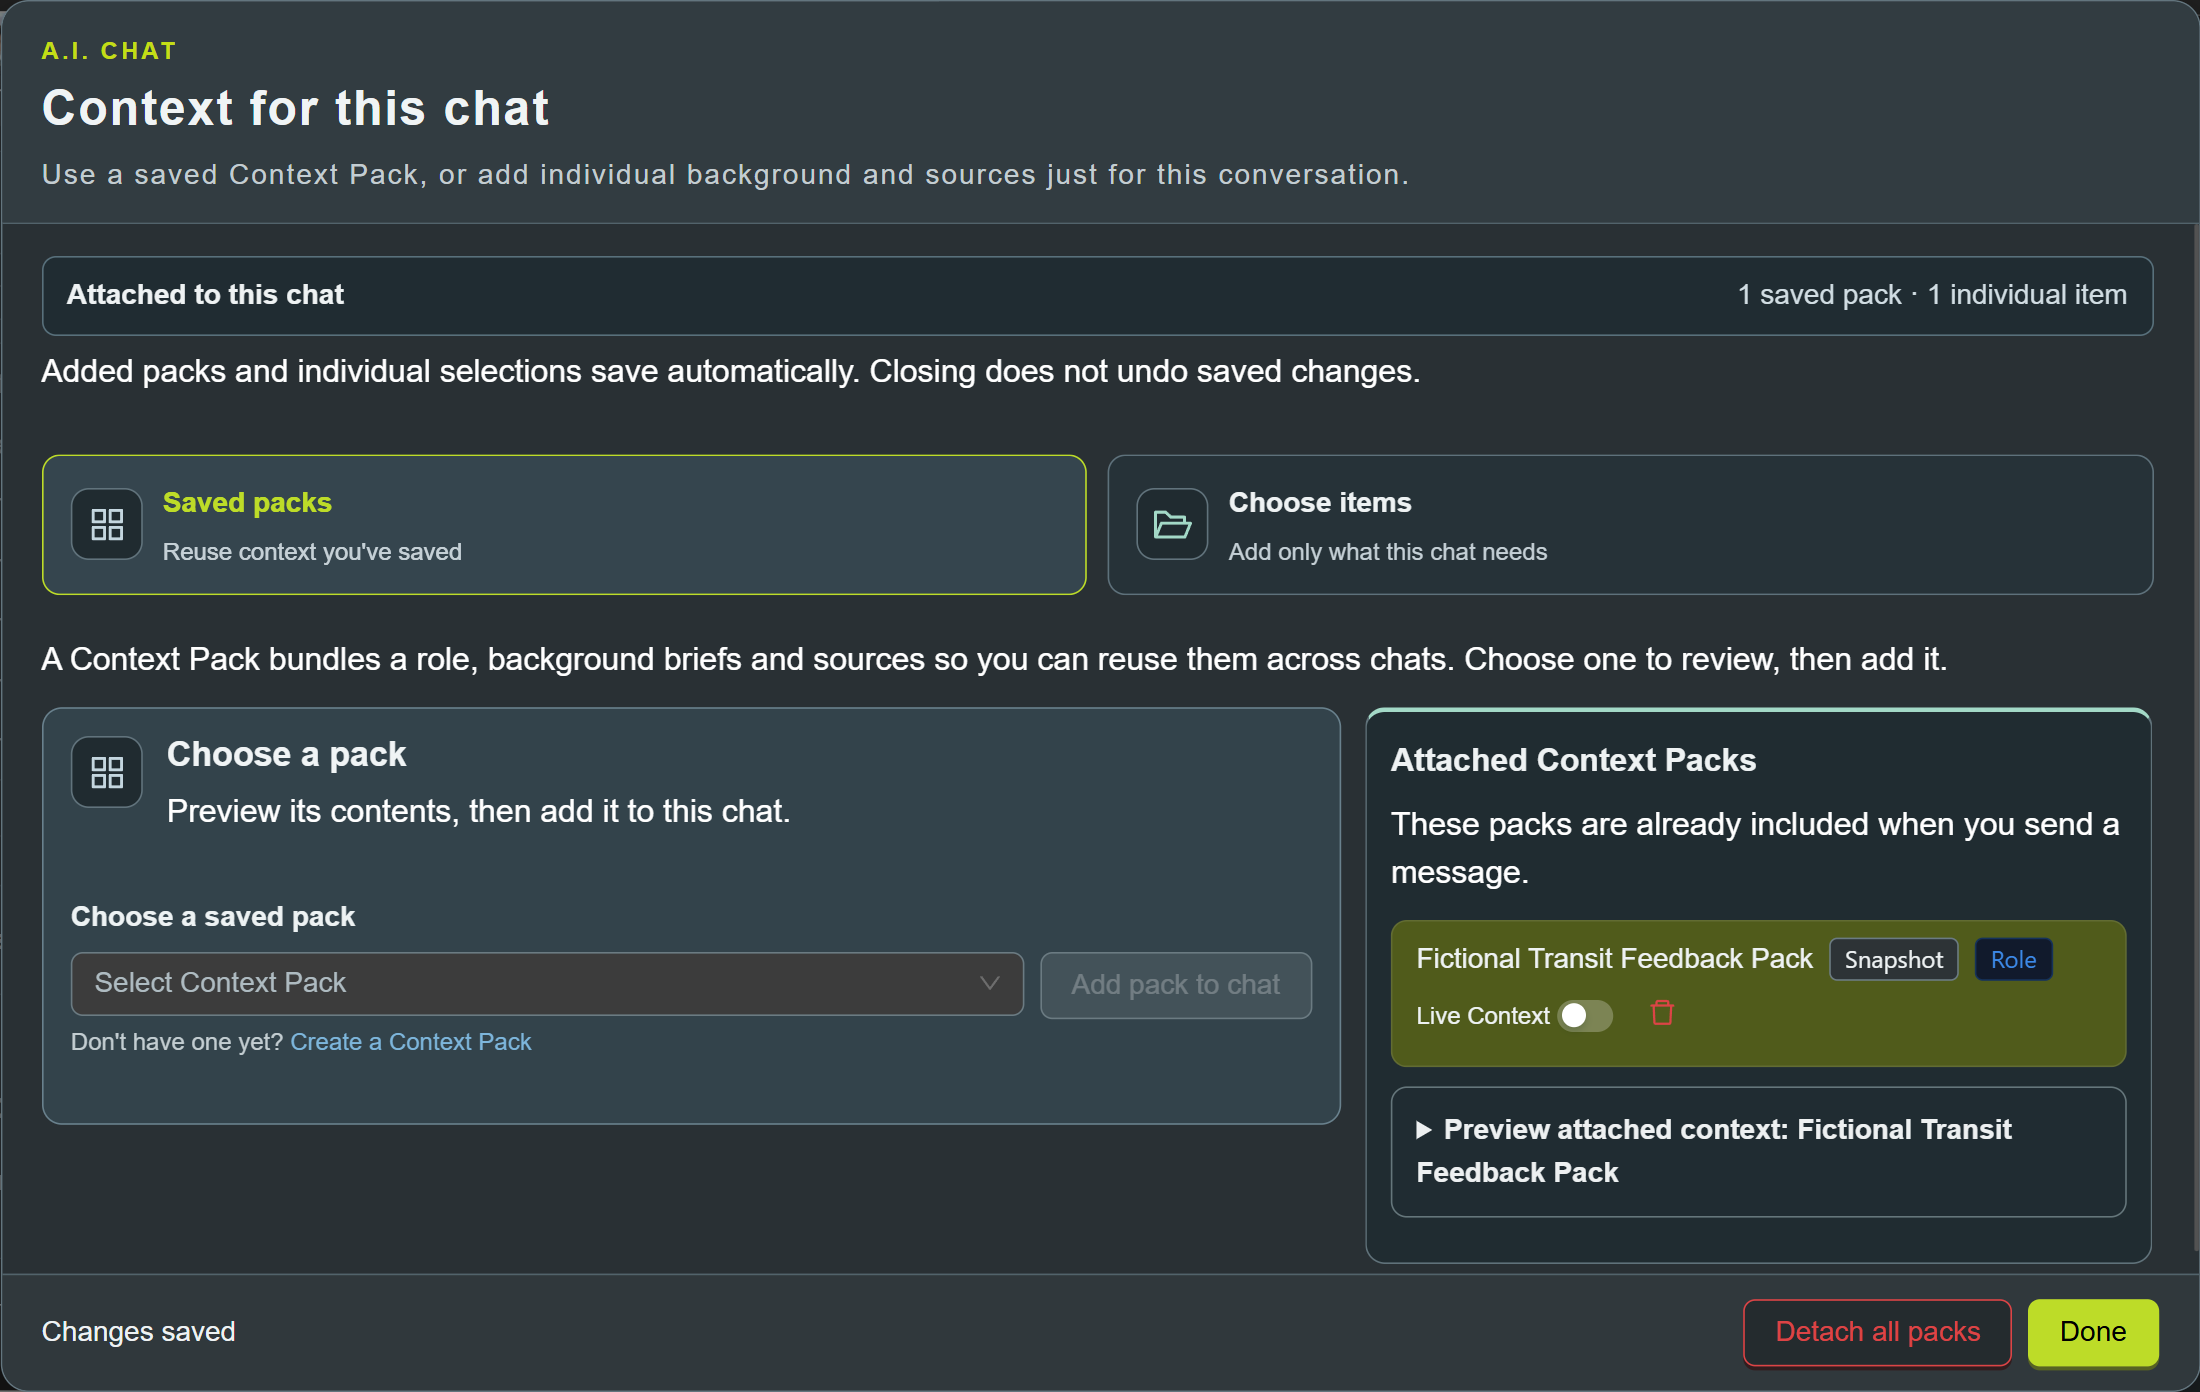 A.I. CHAT
Context for this chat
Use a saved Context Pack, or add individual background and sources just for this conversation.
Attached to this chat
1 saved pack · 1 individual item
Added packs and individual selections save automatically. Closing does not undo saved changes.
Saved packs
Reuse context you've saved
Choose items
Add only what this chat needs
A Context Pack bundles a role, background briefs and sources so you can reuse them across chats. Choose one to review, then add it.
Choose a pack
Preview its contents, then add it to this chat.
Choose a saved pack
Select Context Pack
Add pack to chat
Don't have one yet? Create a Context Pack
Attached Context Packs
These packs are already included when you send a
message.
Fictional Transit Feedback Pack Snapshot Role
Live Context
Preview attached context: Fictional Transit
Feedback Pack
Changes saved
Detach all packs
Done